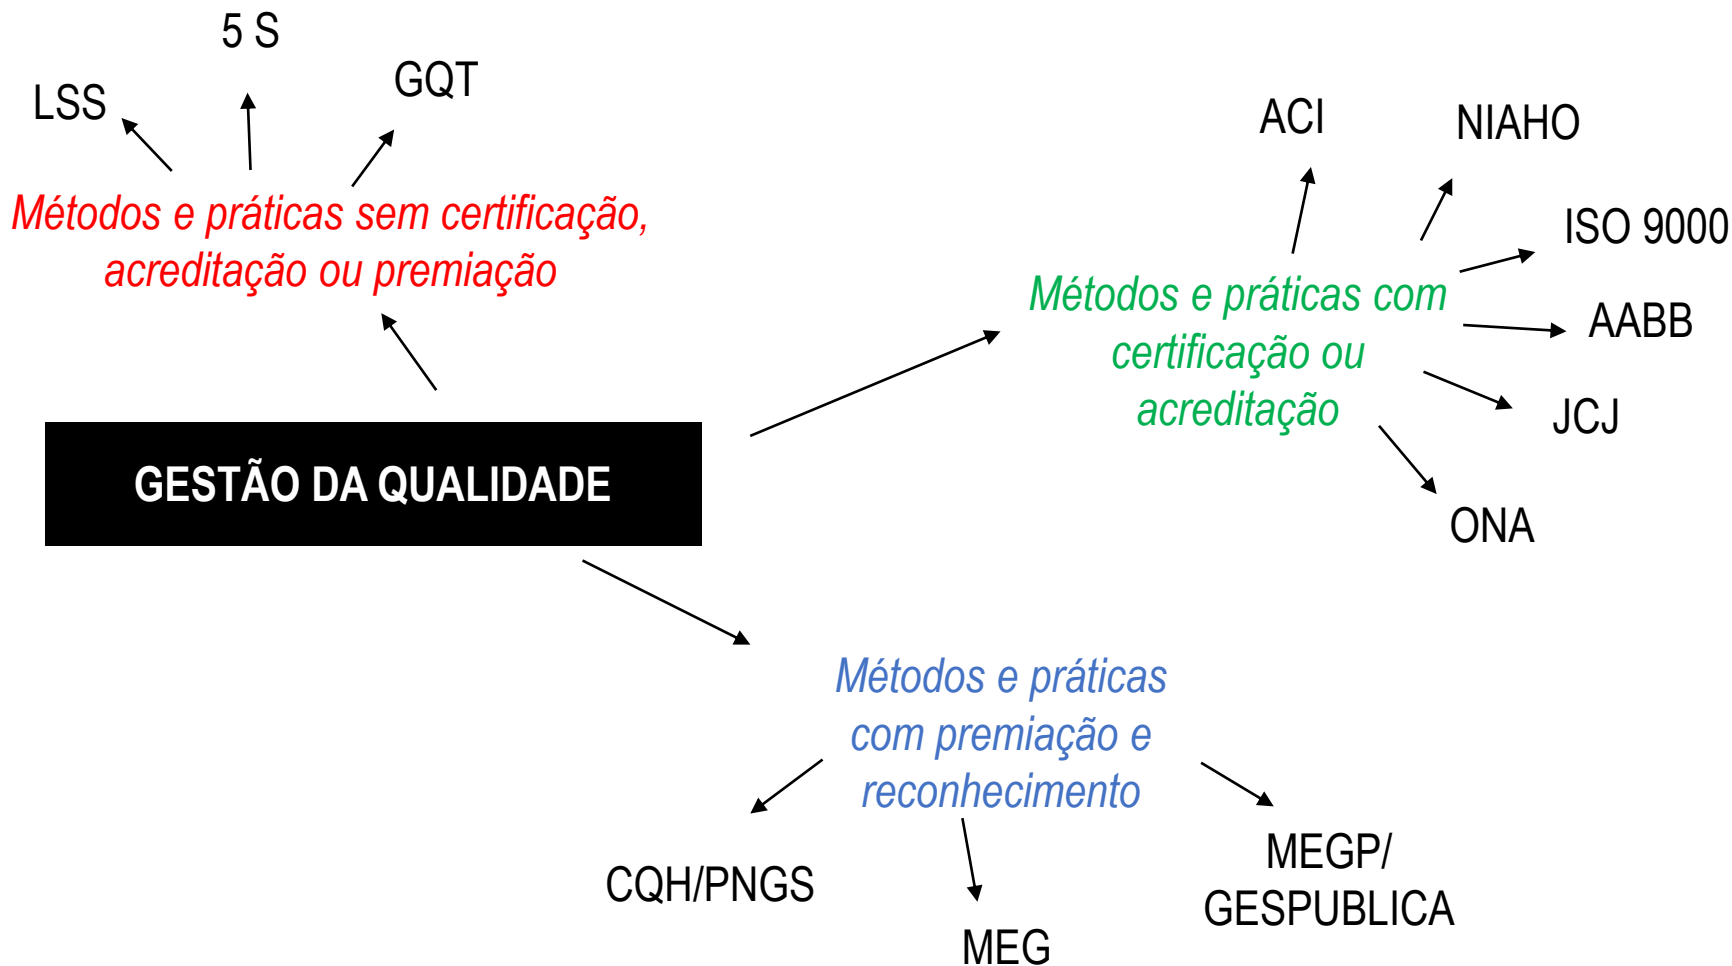 5 S
LSS
GQT
Métodos e práticas sem certificação,
acreditação ou premiação
ACI
NIAHO
ISO 9000
Métodos e práticas com
certificação ou
acreditação
AABB
JCJ
ONA
GESTÃO DA QUALIDADE
Métodos e práticas
com premiação e
reconhecimento
CQH/PNGS
MEG
MEGP/
GESPUBLICA